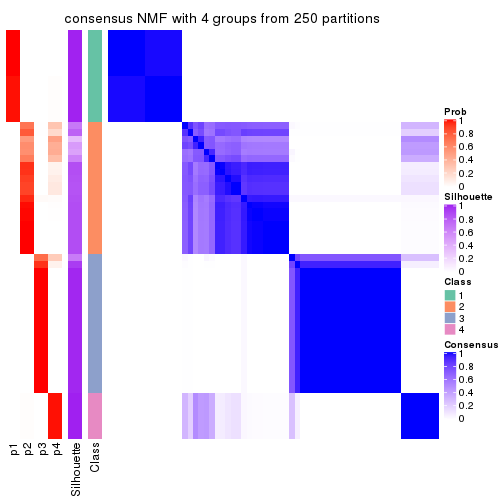 consensus NMF with 4 groups from 250 partitions
Prob
1
0.8
0.6
0.4
0.2
0
Silhouette
1
0.8
0.6
0.4
0.2
0
Class
1
2
3
4
Consensus
1
0.8
0.6
0.4
0.2
0
p1
p2
p3
p4
Silhouette
Class